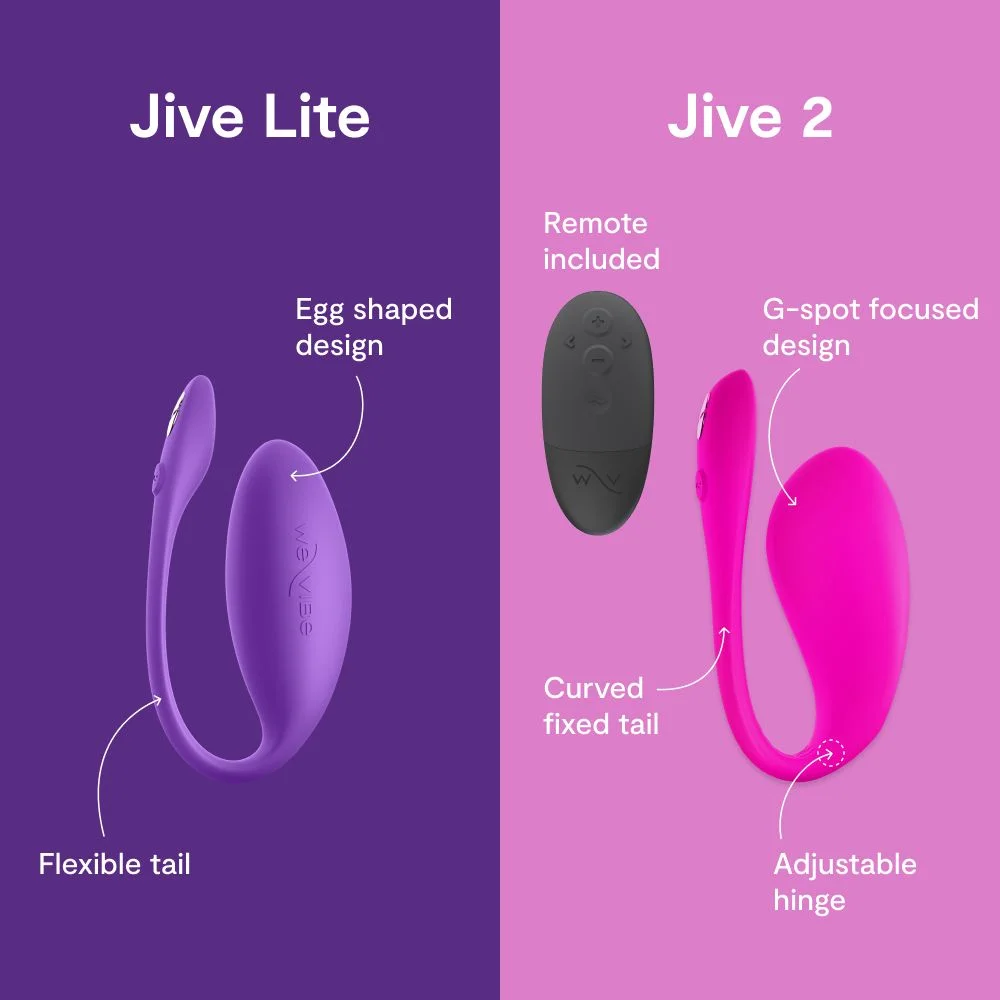 Jive Lite
Egg shaped
design
we vibe
Flexible tail
Jive 2
Remote
included
G-spot focused
design
+
-
w v
Curved
fixed tail
Adjustable
hinge